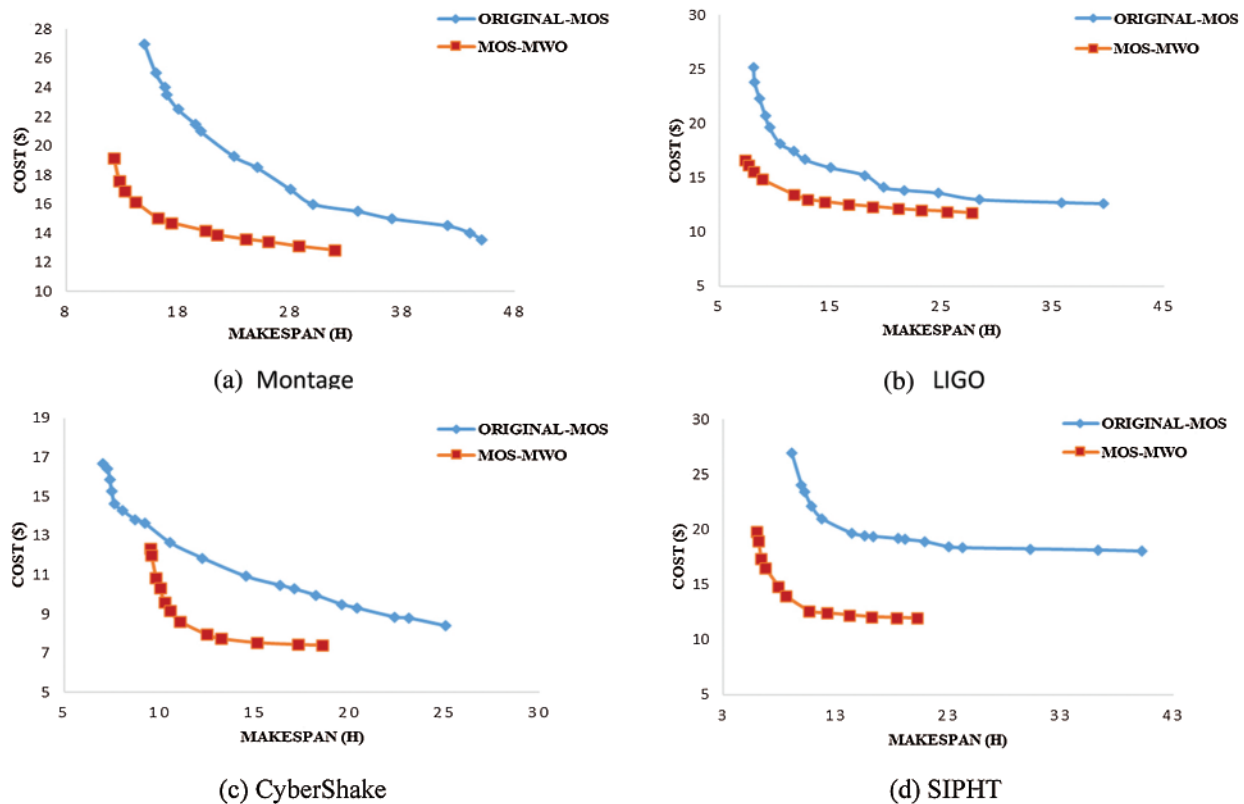 ORIGINAL-MOS
MOS-MWO
COST ($)
28
26
24
22
20
18
16
14
12
10
8 18 28 38 48
MAKESPAN (H)
(a) Montage
ORIGINAL-MOS
MOS-MWO
COST ($)
30
25
20
15
10
5
5 15 25 35 45
MAKESPAN (H)
(b) LIGO
ORIGINAL-MOS
MOS-MWO
COST ($)
19
17
15
13
11
9
7
5
5 10 15 20 25 30
MAKESPAN (H)
(c) CyberShake
ORIGINAL-MOS
MOS-MWO
COST ($)
30
25
20
15
10
5
3 13 23 33 43
MAKESPAN (H)
(d) SIPHT